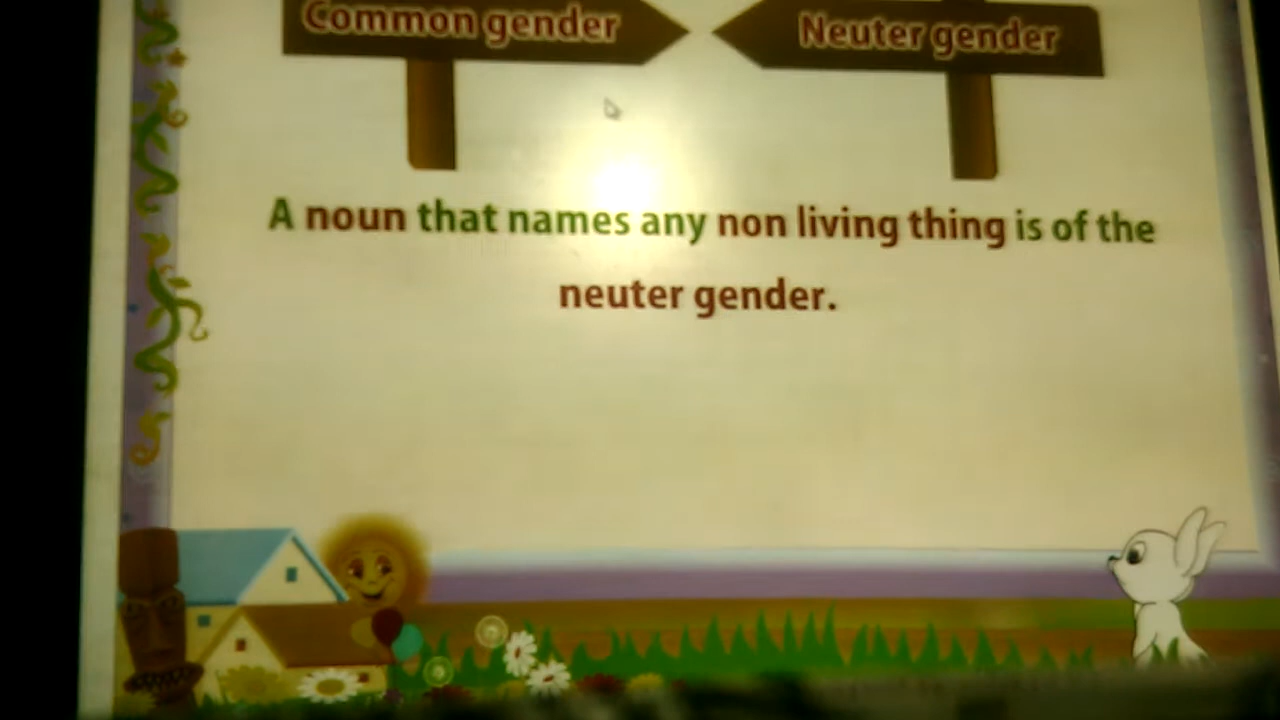 Common gender
Neuter gender
A noun that names any non living thing is of the
neuter gender.